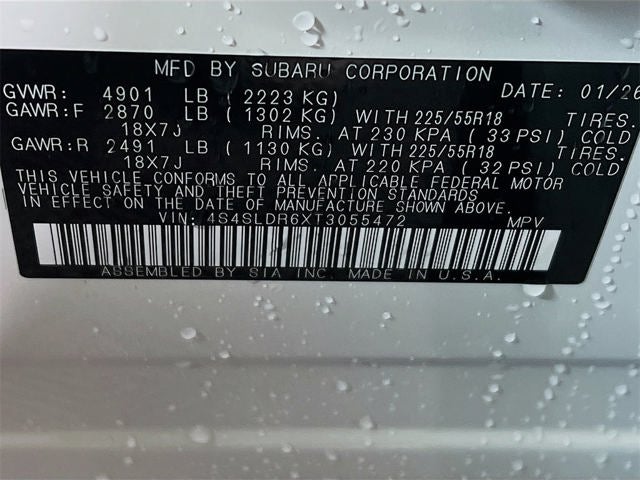 MFD BY SUBARU CORPORATION
GVWR: 4901 LB (2223 KG) DATE: 01/26
GAWR:F 2870 LB (1302 KG) WITH 225/55R18 TIRES.
18X7J RIMS. AT 230 KPA (33 PSI) COLD
GAWR:R 2491 LB (1130 KG) WITH 225/55R18 TIRES.
18X7J RIMS. AT 220 KPA (32 PSI) COLD
THIS VEHICLE CONFORMS TO ALL APPLICABLE FEDERAL MOTOR
VEHICLE SAFETY AND THEFT PREVENTION STANDARDS
IN EFFECT ON THE DATE OF MANUFACTURE SHOWN ABOVE.
VIN: 4S4SLDR6XT3055472 MPV
ASSEMBLED BY SIA INC. MADE IN U.S.A.